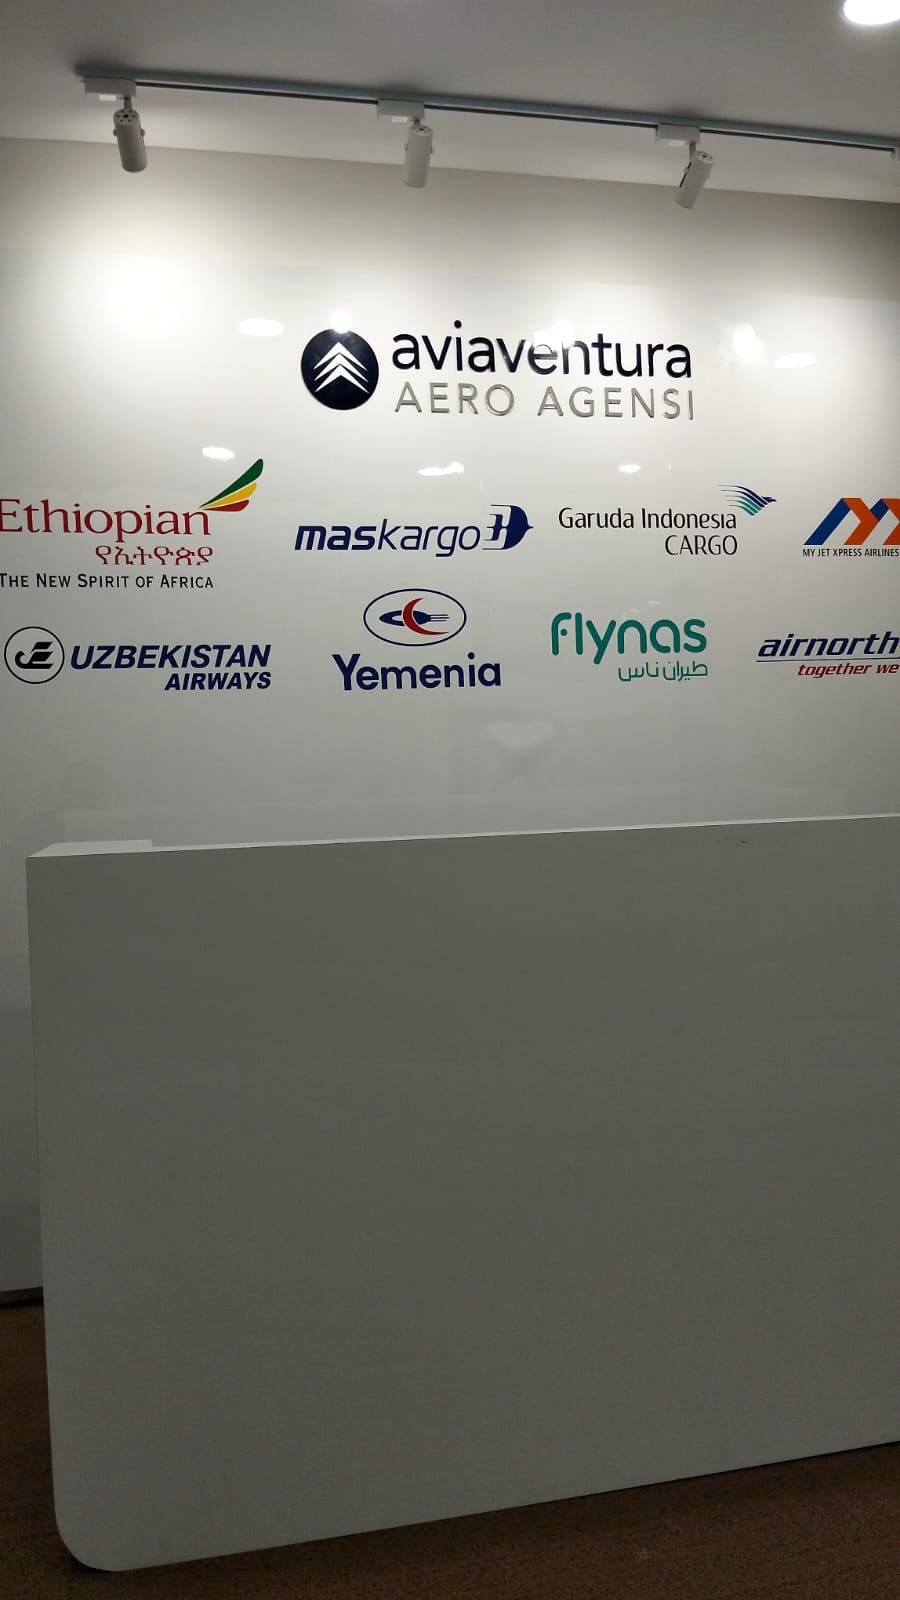 aviaventura
AERO AGENSI
Ethiopian
የኢትዮጵያ
THE NEW SPIRIT OF AFRICA
maskargo
Garuda Indonesia
CARGO
MY JET XPRESS AIRLINES
UZBEKISTAN
AIRWAYS
Yemenia
flynas
طيران ناس
airnorth
together we